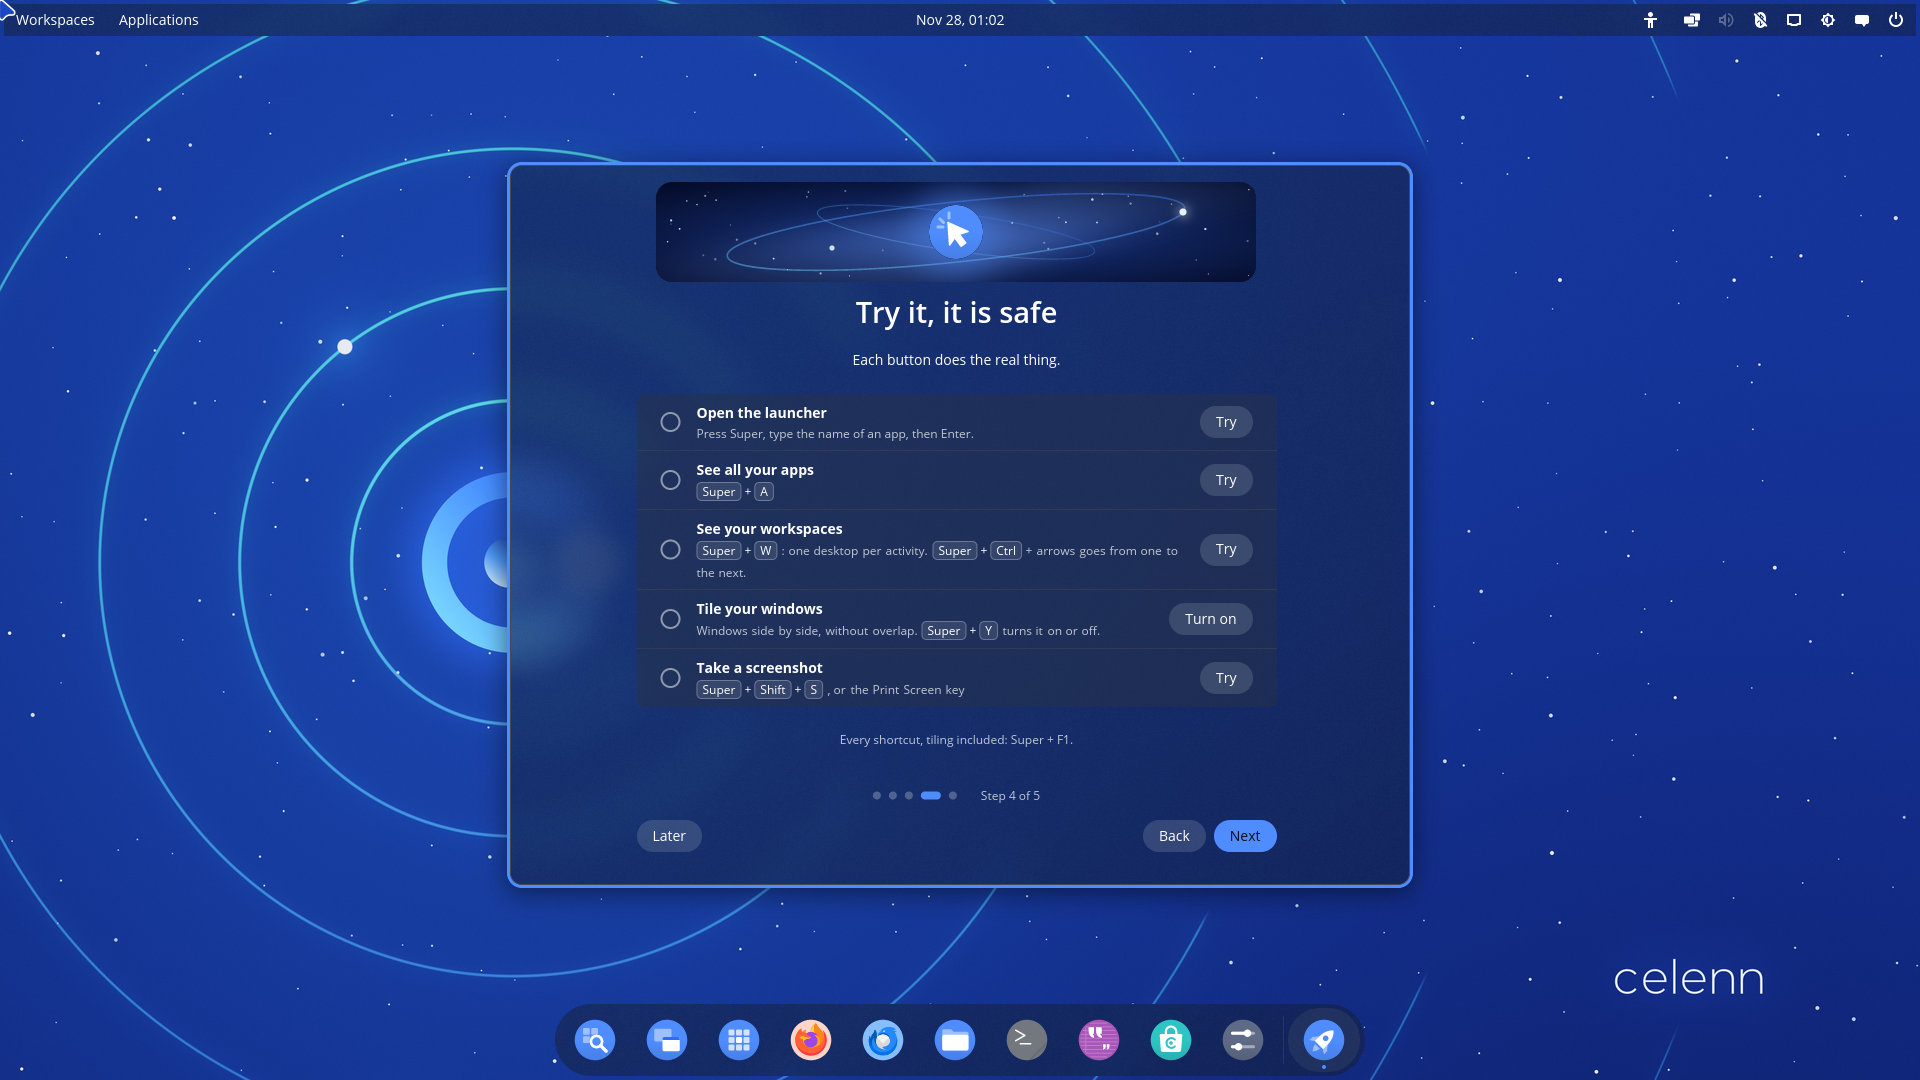 Workspaces
Applications
Nov 28, 01:02
Try it, it is safe
Each button does the real thing.
Open the launcher
Press Super, type the name of an app, then Enter.
Try
See all your apps
Super + A
Try
See your workspaces
Super + W : one desktop per activity. Super + Ctrl + arrows goes from one to
the next.
Try
Tile your windows
Windows side by side, without overlap. Super + Y turns it on or off.
Turn on
Take a screenshot
Super + Shift + S , or the Print Screen key
Try
Every shortcut, tiling included: Super + F1.
Step 4 of 5
Later
Back
Next
celenn